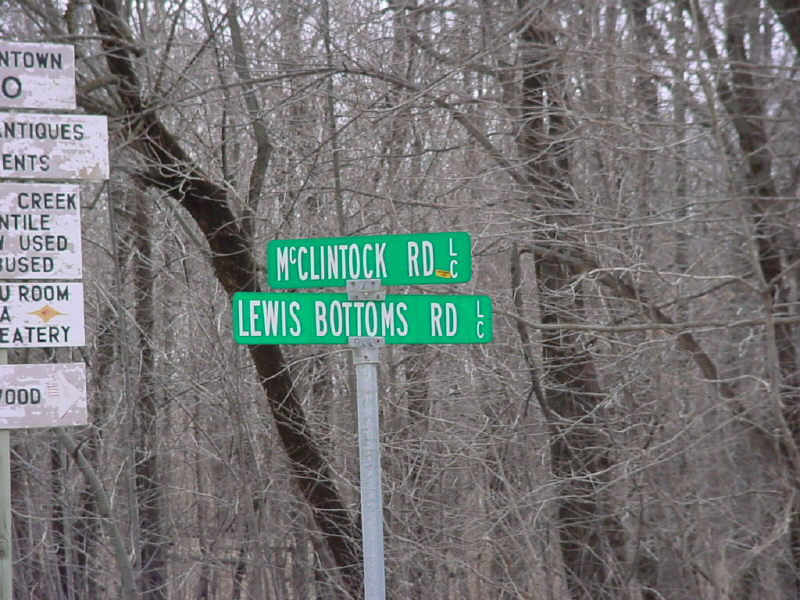 NTOWN
O
ANTIQUES
ENTS
CREEK
NTILE
USED
BUSED
U ROOM
A
EATERY
WOOD
McCLINTOCK RD LC
LEWIS BOTTOMS RD LC